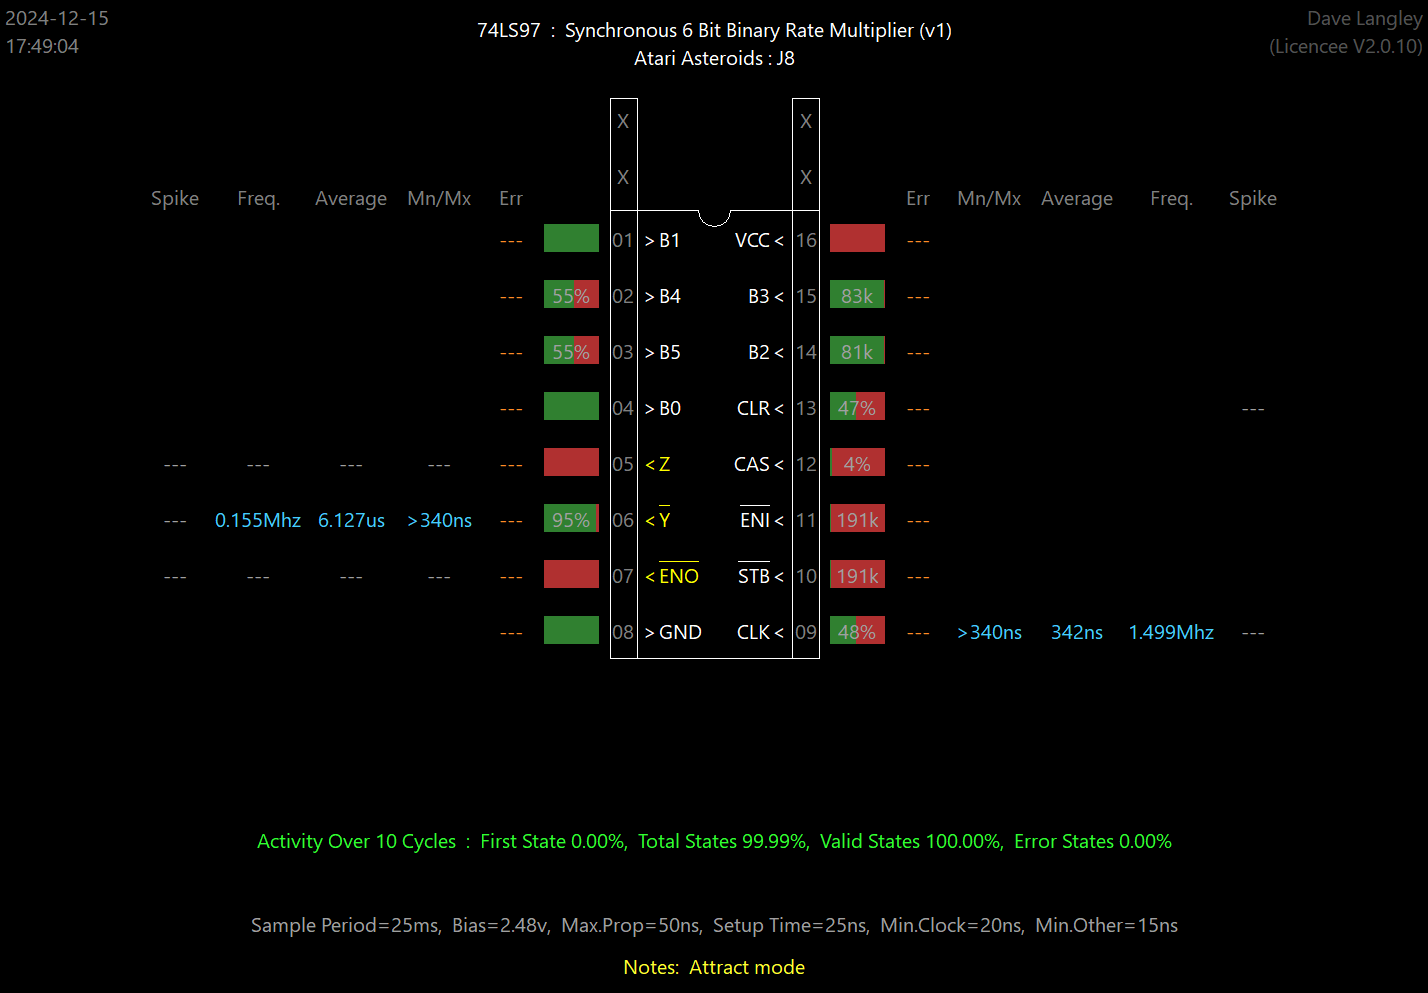 2024-12-15
17:49:04
74LS97 : Synchronous 6 Bit Binary Rate Multiplier (v1)
Atari Asteroids : J8
Dave Langley
(Licencee V2.0.10)
X X
X X
Spike Freq. Average Mn/Mx Err Err Mn/Mx Average Freq. Spike
--- 01 > B1 VCC < 16 ---
--- 55% 02 > B4 B3 < 15 83k ---
--- 55% 03 > B5 B2 < 14 81k ---
--- 04 > B0 CLR < 13 47% --- ---
--- --- --- --- --- 05 < Z CAS < 12 4% ---
--- 0.155Mhz 6.127us >340ns --- 95% 06 < Y ENI < 11 191k ---
--- --- --- --- --- 07 < ENO STB < 10 191k ---
--- 08 > GND CLK < 09 48% --- >340ns 342ns 1.499Mhz ---
Activity Over 10 Cycles : First State 0.00%, Total States 99.99%, Valid States 100.00%, Error States 0.00%
Sample Period=25ms, Bias=2.48v, Max.Prop=50ns, Setup Time=25ns, Min.Clock=20ns, Min.Other=15ns
Notes: Attract mode